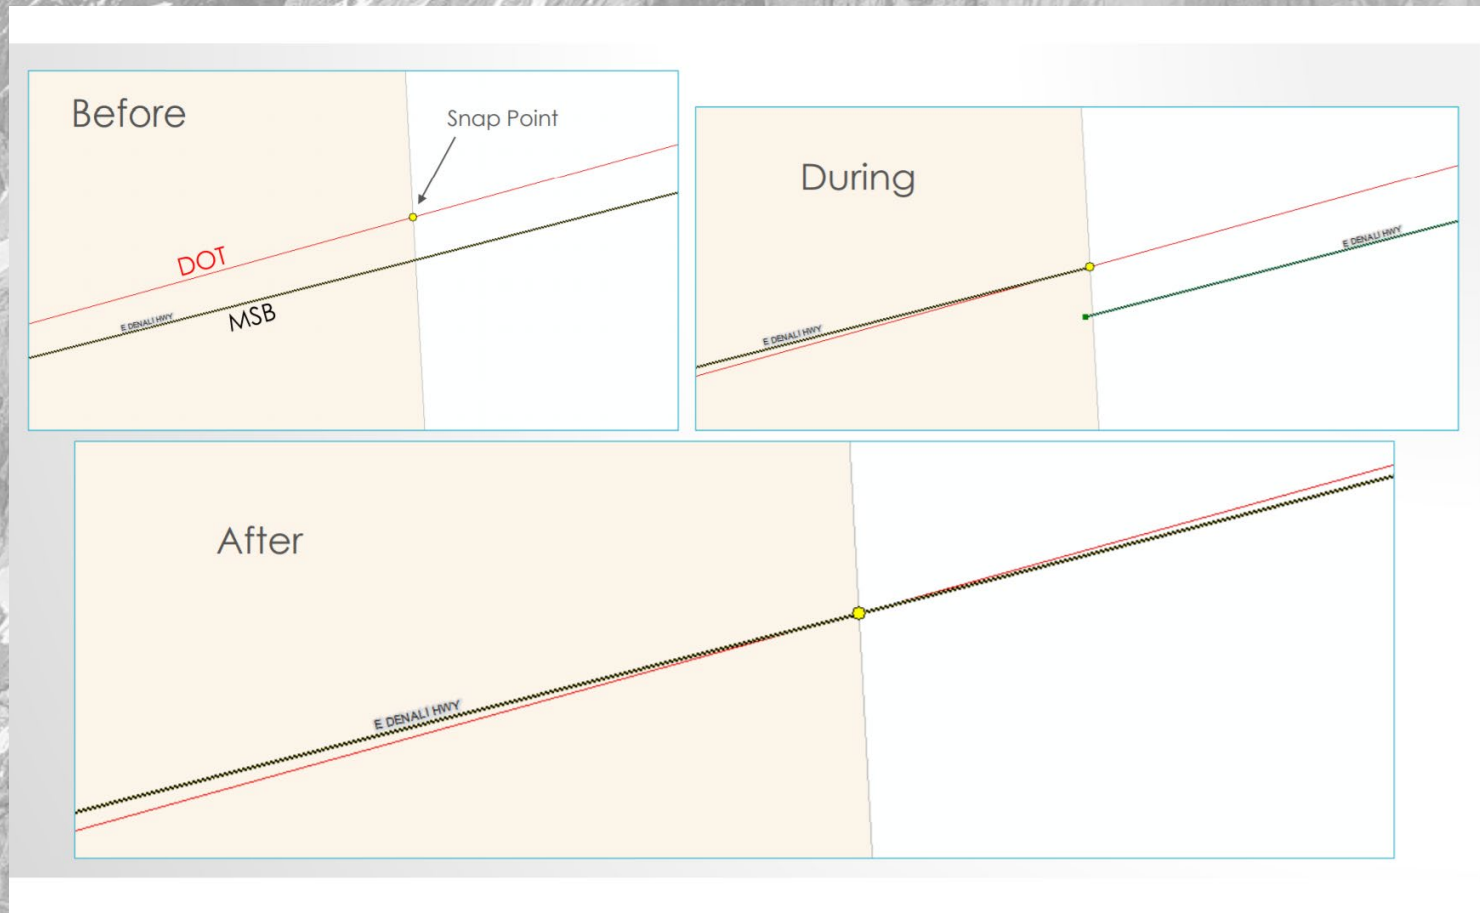 Before
Snap Point
DOT
MSB
E DENALI HWY
During
E DENALI HWY
E DENALI HWY
After
E DENALI HWY